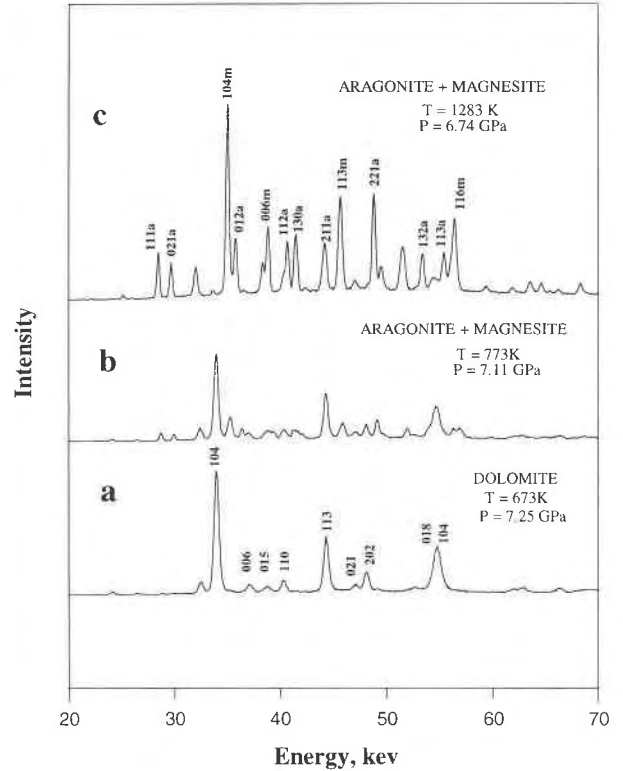 c
ARAGONITE + MAGNESITE
T = 1283 K
P = 6.74 GPa
111a
021a
104m
012a
006m
112a
130a
211a
113m
221a
132a
113a
116m
b
ARAGONITE + MAGNESITE
T = 773K
P = 7.11 GPa
a
DOLOMITE
T = 673K
P = 7.25 GPa
104
006
015
110
113
021
202
018
104
Intensity
20 30 40 50 60 70
Energy, kev